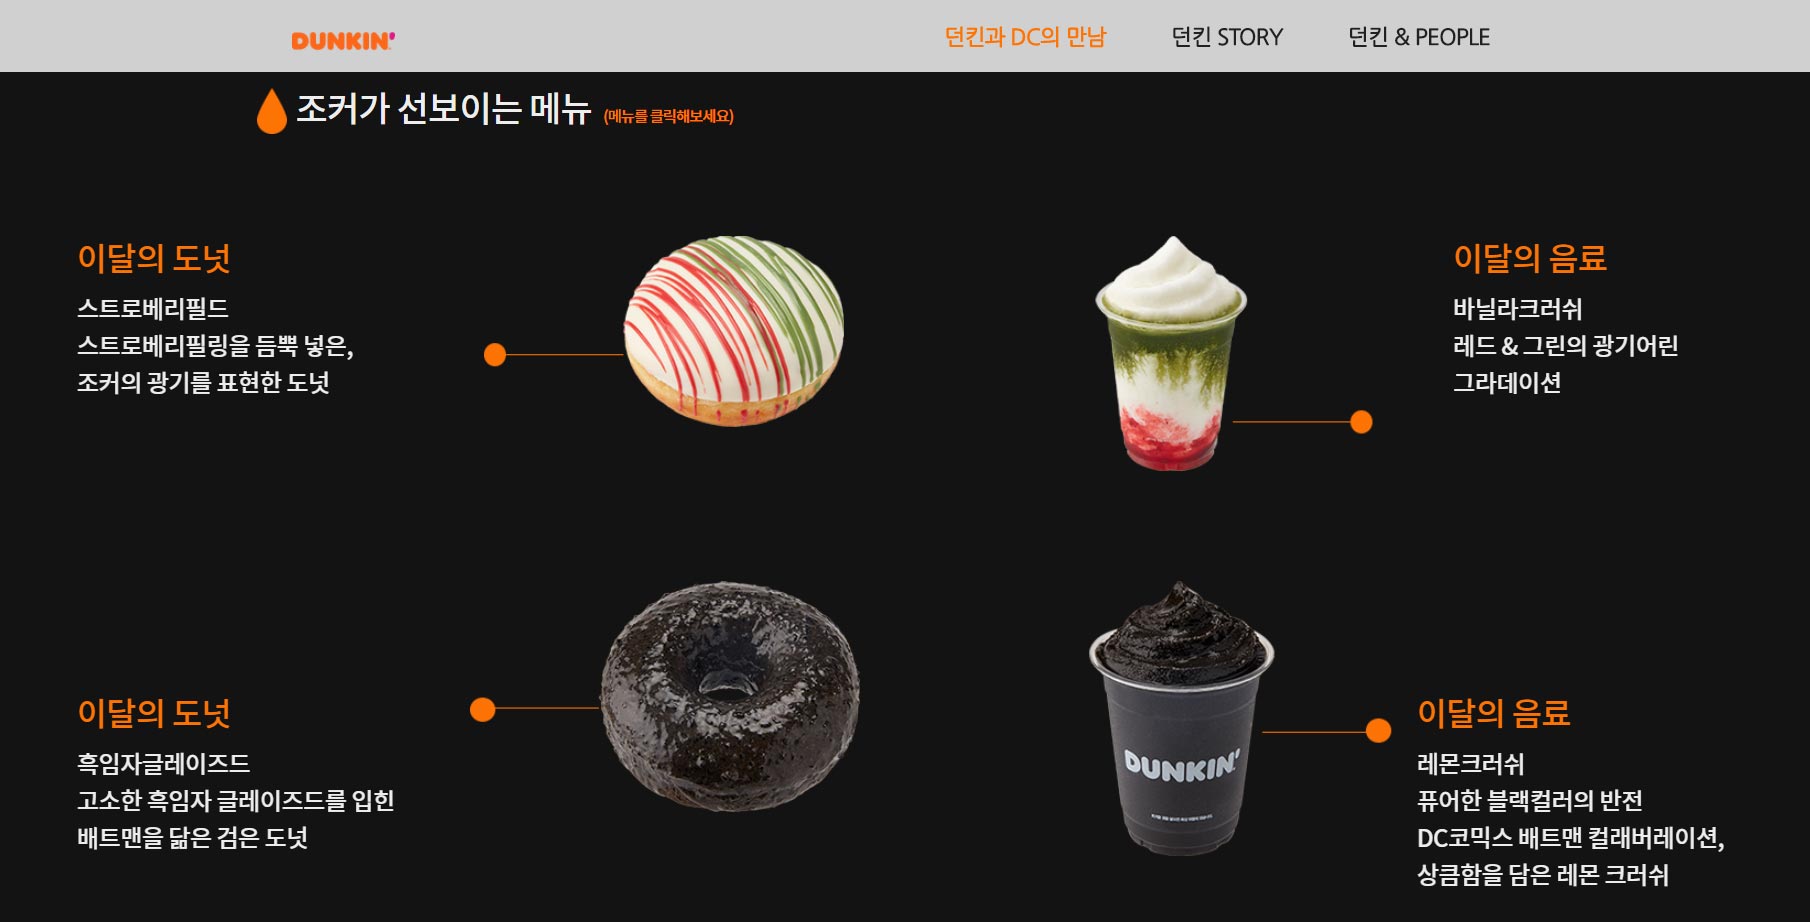 DUNKIN'
던킨과 DC의 만남
던킨 STORY
던킨 & PEOPLE
조커가 선보이는 메뉴 (메뉴를 클릭해보세요)
이달의 도넛
스트로베리필드
스트로베리필링을 듬뿍 넣은,
조커의 광기를 표현한 도넛
이달의 음료
바닐라크러쉬
레드 & 그린의 광기어린
그라데이션
이달의 도넛
흑임자글레이즈드
고소한 흑임자 글레이즈드를 입힌
배트맨을 닮은 검은 도넛
DUNKIN'
이달의 음료
레몬크러쉬
퓨어한 블랙컬러의 반전
DC코믹스 배트맨 컬래버레이션,
상큼함을 담은 레몬 크러쉬